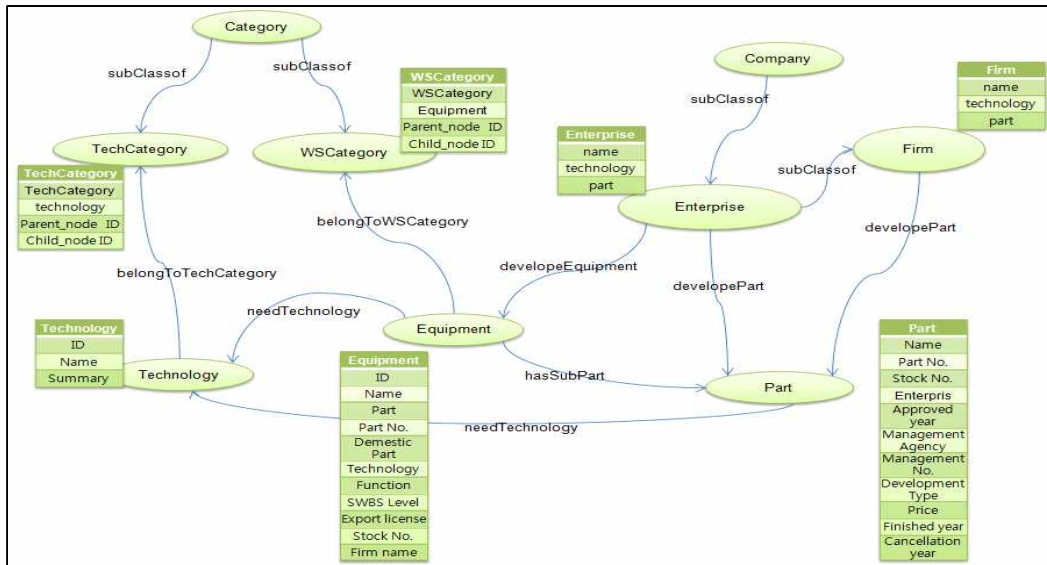 Category
Company
subClassof
subClassof
WSCategory
WSCategory
Equipment
Parent_node ID
Child_node ID
Firm
name
technology
part
subClassof
Enterprise
name
technology
part
TechCategory
WSCategory
Firm
subClassof
TechCategory
TechCategory
technology
Parent_node ID
Child_node ID
Enterprise
belongToWSCategory
developePart
belongToTechCategory
developeEquipment
developePart
needTechnology
Equipment
Technology
ID
Name
Summary
Technology
Equipment
ID
Name
Part
Part No.
Demestic
Part
Technology
Function
SWBS Level
Export license
Stock No.
Firm name
hasSubPart
Part
needTechnology
Part
Name
Part No.
Stock No.
Enterpris
Approved
year
Management
Agency
Management
No.
Development
Type
Price
Finished year
Cancellation
year